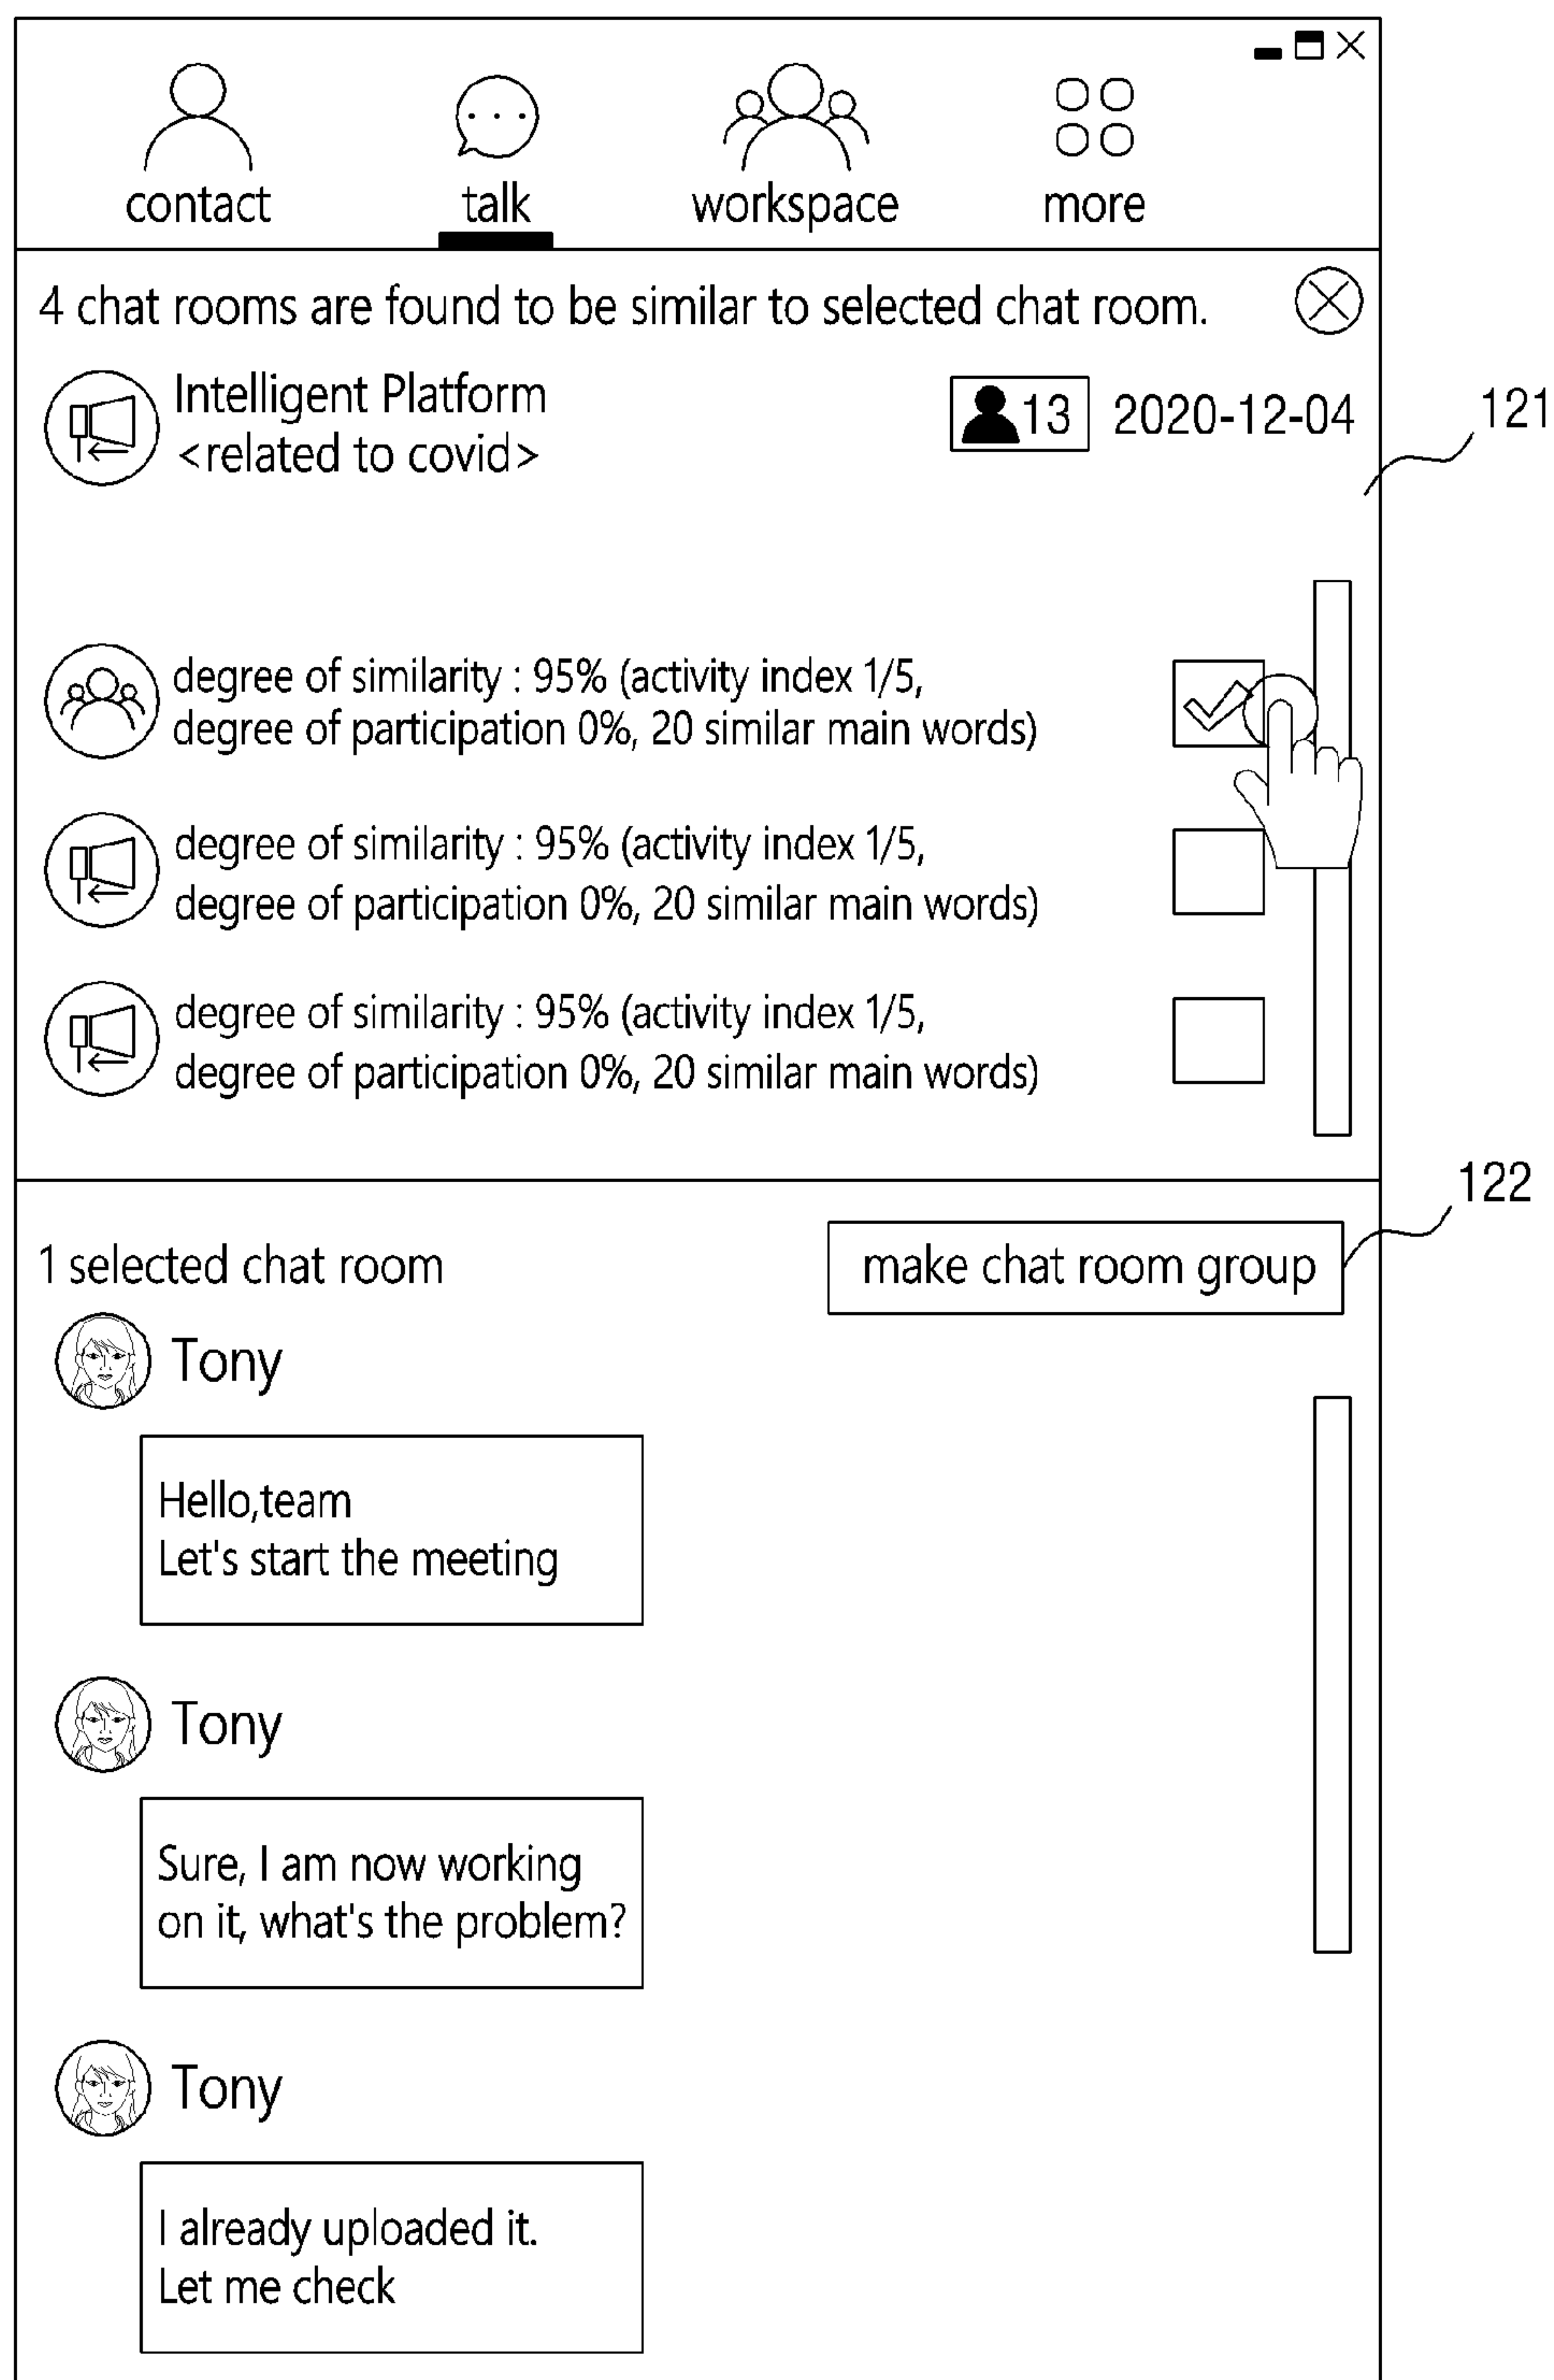 contact talk workspace more
4 chat rooms are found to be similar to selected chat room.
Intelligent Platform
<related to covid>
13 2020-12-04
121
degree of similarity : 95% (activity index 1/5,
degree of participation 0%, 20 similar main words)
degree of similarity : 95% (activity index 1/5,
degree of participation 0%, 20 similar main words)
degree of similarity : 95% (activity index 1/5,
degree of participation 0%, 20 similar main words)
122
1 selected chat room
make chat room group
Tony
Hello,team
Let's start the meeting
Tony
Sure, I am now working
on it, what's the problem?
Tony
I already uploaded it.
Let me check